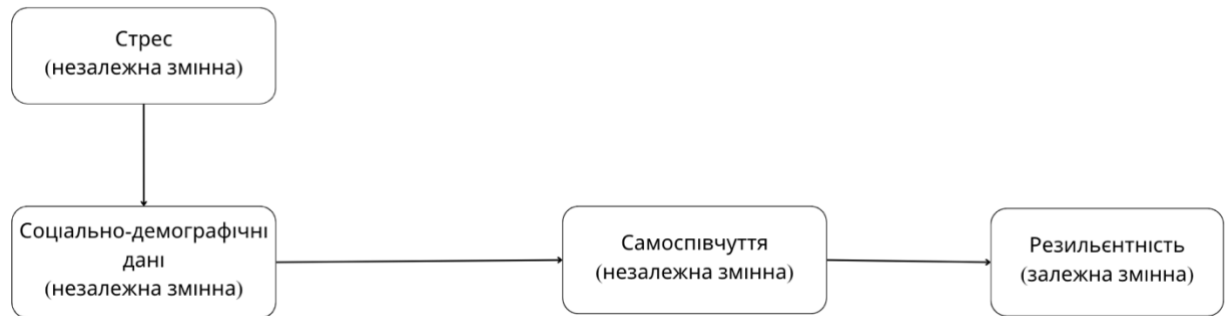 Стрес
(незалежна змінна)
Соціально-демографічні
дані
(незалежна змінна)
Самоспівчуття
(незалежна змінна)
Резильєнтність
(залежна змінна)